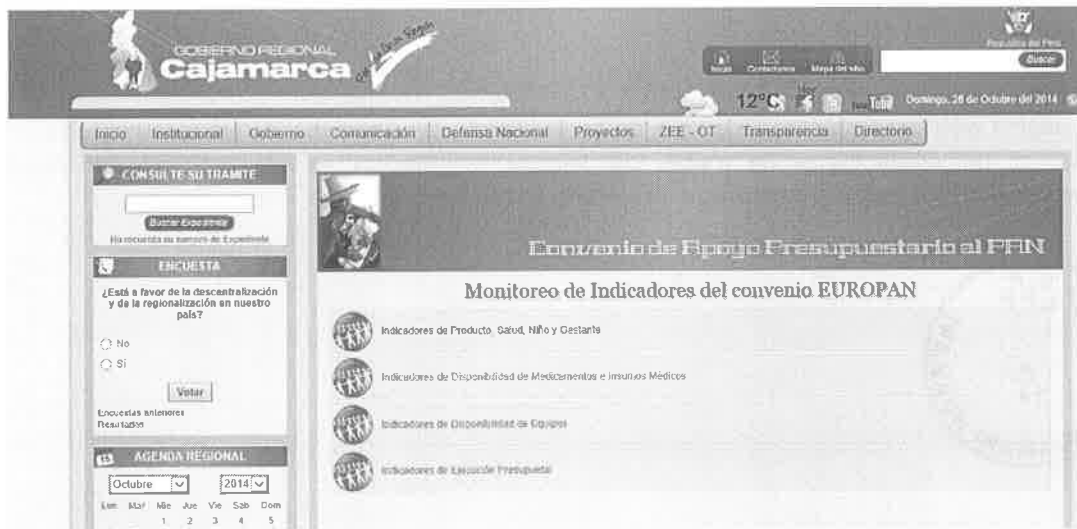 GOBIERNO REGIONAL
Cajamarca
República del Perú
Inicio Contáctenos Mapa del sitio
Buscar
12°C Hoy
Tube
Domingo, 26 de Octubre del 2014
Inicio Institucional Gobierno Comunicación Defensa Nacional Proyectos ZEE - OT Transparencia Directorio
CONSULTE SU TRAMITE
Buscar Expediente
No recuerda su numero de Expediente
ENCUESTA
¿Está a favor de la descentralización
y de la regionalización en nuestro
país?
No
Sí
Votar
Encuestas anteriores
Resultados
AGENDA REGIONAL
Octubre 2014
Lun Mar Mie Jue Vie Sab Dom
1 2 3 4 5
Convenio de Apoyo Presupuestario al PAN
Monitoreo de Indicadores del convenio EUROPAN
Indicadores de Producto, Salud, Niño y Gestante
Indicadores de Disponibilidad de Medicamentos e Insumos Médicos
Indicadores de Disponibilidad de Equipos
Indicadores de Ejecución Presupuestal